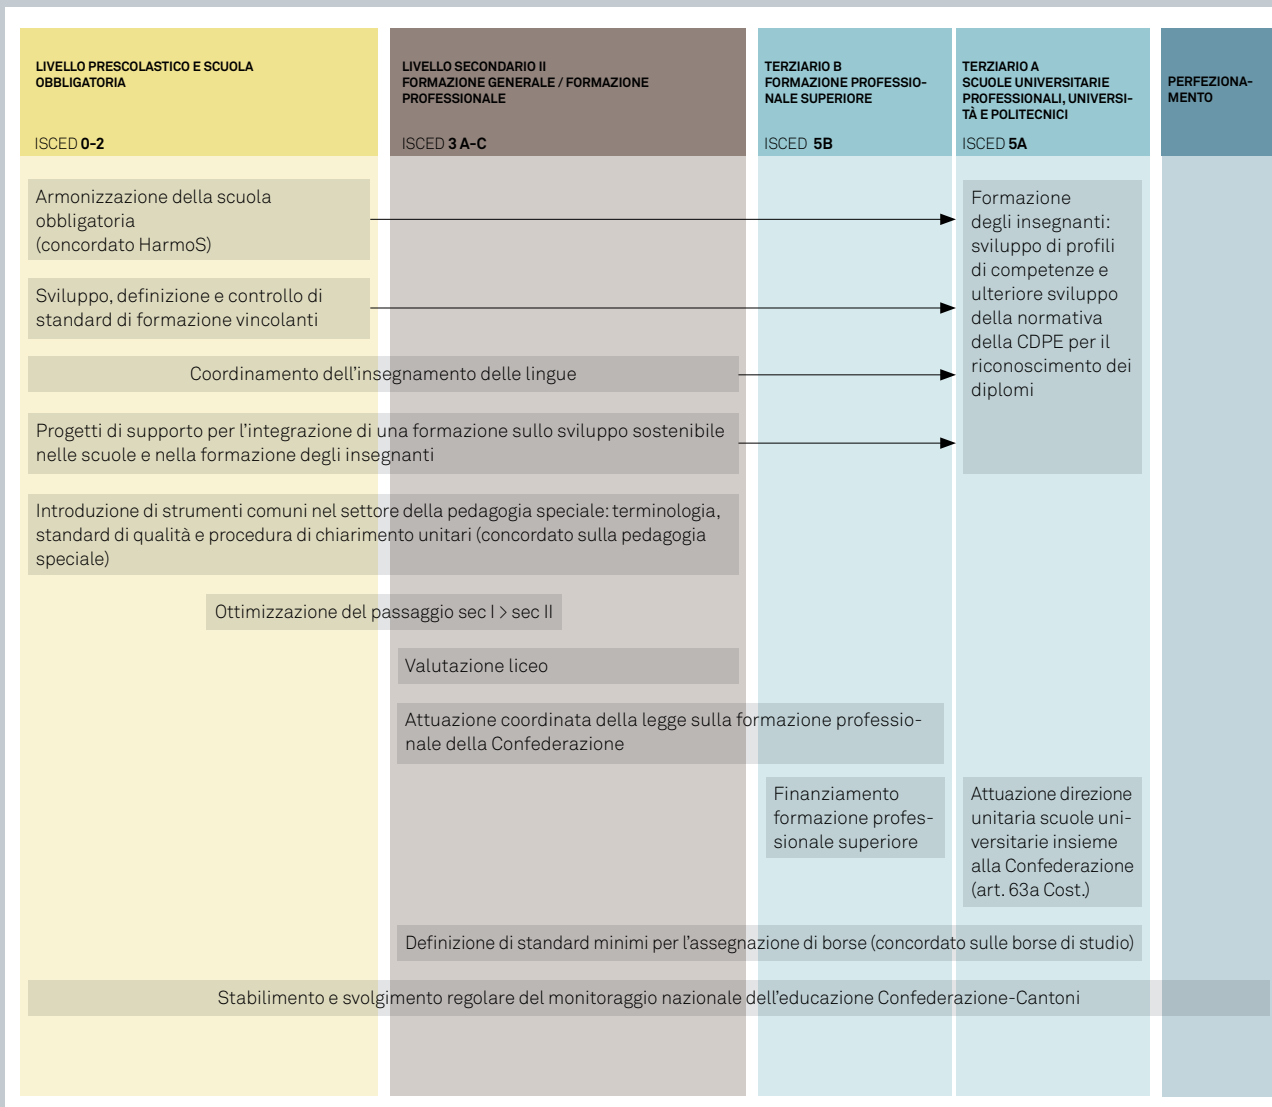 LIVELLO PRESCOLASTICO E SCUOLA
OBBLIGATORIA
ISCED 0-2
LIVELLO SECONDARIO II
FORMAZIONE GENERALE / FORMAZIONE
PROFESSIONALE
ISCED 3 A-C
TERZIARIO B
FORMAZIONE PROFESSIO-
NALE SUPERIORE
ISCED 5B
TERZIARIO A
SCUOLE UNIVERSITARIE
PROFESSIONALI, UNIVERSI-
TÀ E POLITECNICI
ISCED 5A
PERFEZIONA-
MENTO
Armonizzazione della scuola
obbligatoria
(concordato HarmoS)
Formazione
degli insegnanti:
sviluppo di profili
di competenze e
ulteriore sviluppo
della normativa
della CDPE per il
riconoscimento dei
diplomi
Sviluppo, definizione e controllo di
standard di formazione vincolanti
Coordinamento dell'insegnamento delle lingue
Progetti di supporto per l'integrazione di una formazione sullo sviluppo sostenibile
nelle scuole e nella formazione degli insegnanti
Introduzione di strumenti comuni nel settore della pedagogia speciale: terminologia,
standard di qualità e procedura di chiarimento unitari (concordato sulla pedagogia
speciale)
Ottimizzazione del passaggio sec I > sec II
Valutazione liceo
Attuazione coordinata della legge sulla formazione professio-
nale della Confederazione
Finanziamento
formazione profes-
sionale superiore
Attuazione direzione
unitaria scuole uni-
versitarie insieme
alla Confederazione
(art. 63a Cost.)
Definizione di standard minimi per l'assegnazione di borse (concordato sulle borse di studio)
Stabilimento e svolgimento regolare del monitoraggio nazionale dell'educazione Confederazione-Cantoni